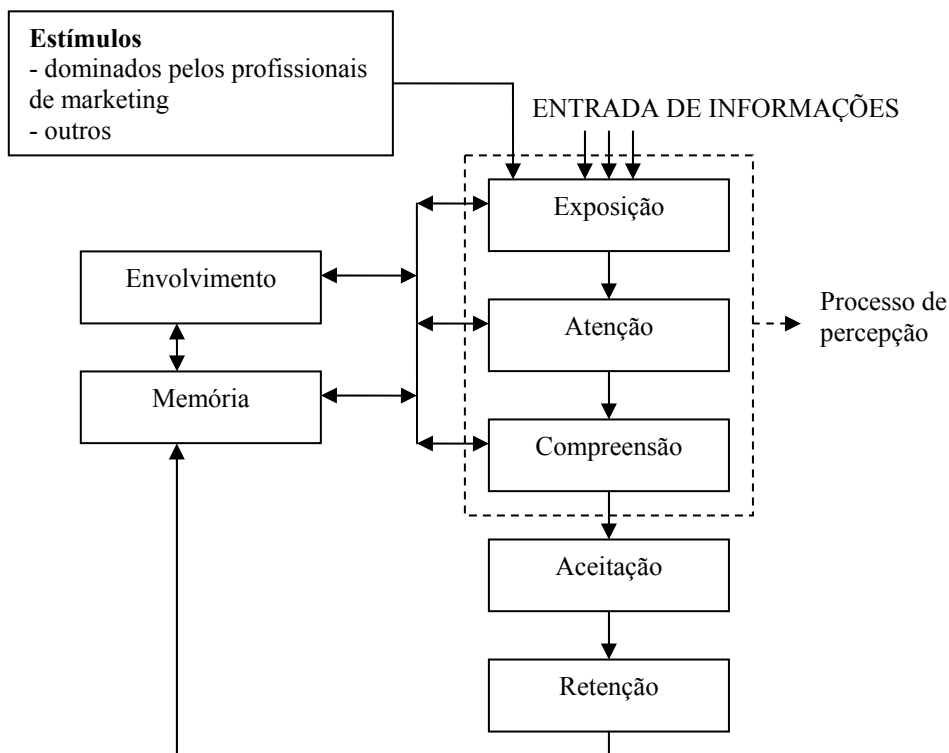 Estímulos
- dominados pelos profissionais
de marketing
- outros
ENTRADA DE INFORMAÇÕES
Exposição
Envolvimento
Atenção
Processo de
percepção
Memória
Compreensão
Aceitação
Retenção